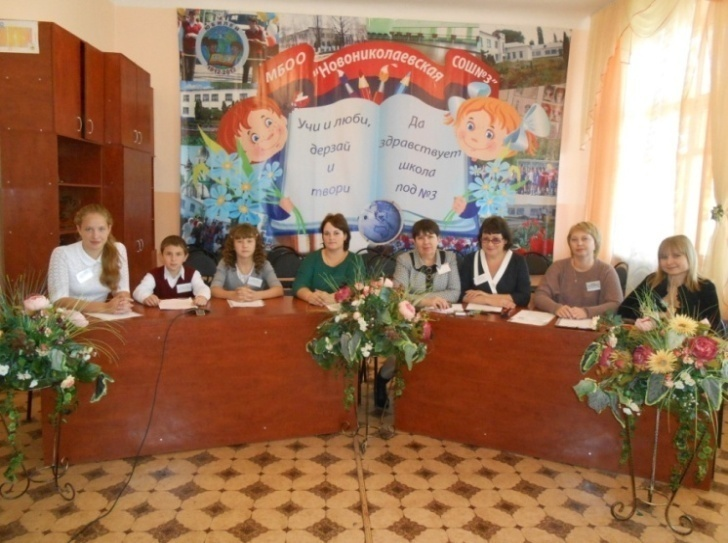 МБОО "Новониколаевская СОШ№3"
Учи и люби,
дерзай
и
твори
Да
здравствует
школа
под №3